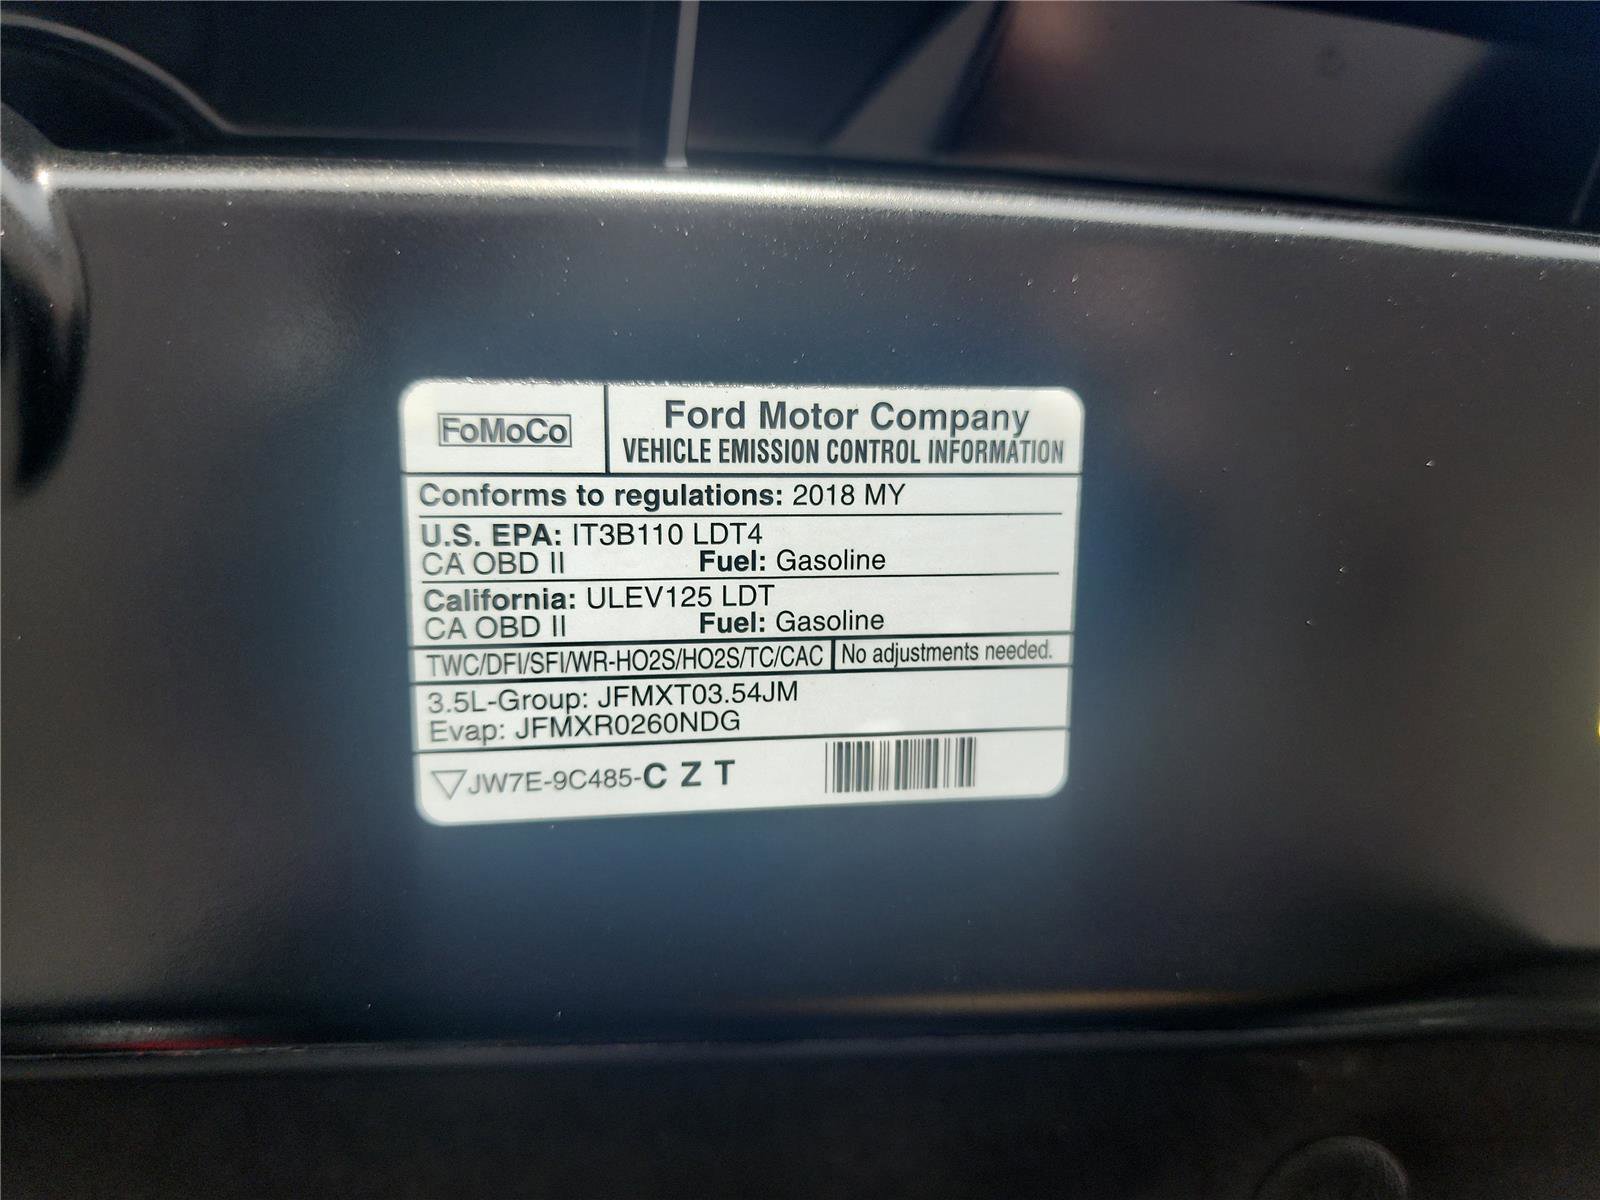 FoMoCo
Ford Motor Company
VEHICLE EMISSION CONTROL INFORMATION
Conforms to regulations: 2018 MY
U.S. EPA: IT3B110 LDT4
CA OBD II Fuel: Gasoline
California: ULEV125 LDT
CA OBD II Fuel: Gasoline
TWC/DFI/SFI/WR-HO2S/HO2S/TC/CAC No adjustments needed.
3.5L-Group: JFMXT03.54JM
Evap: JFMXR0260NDG
JW7E-9C485-C Z T